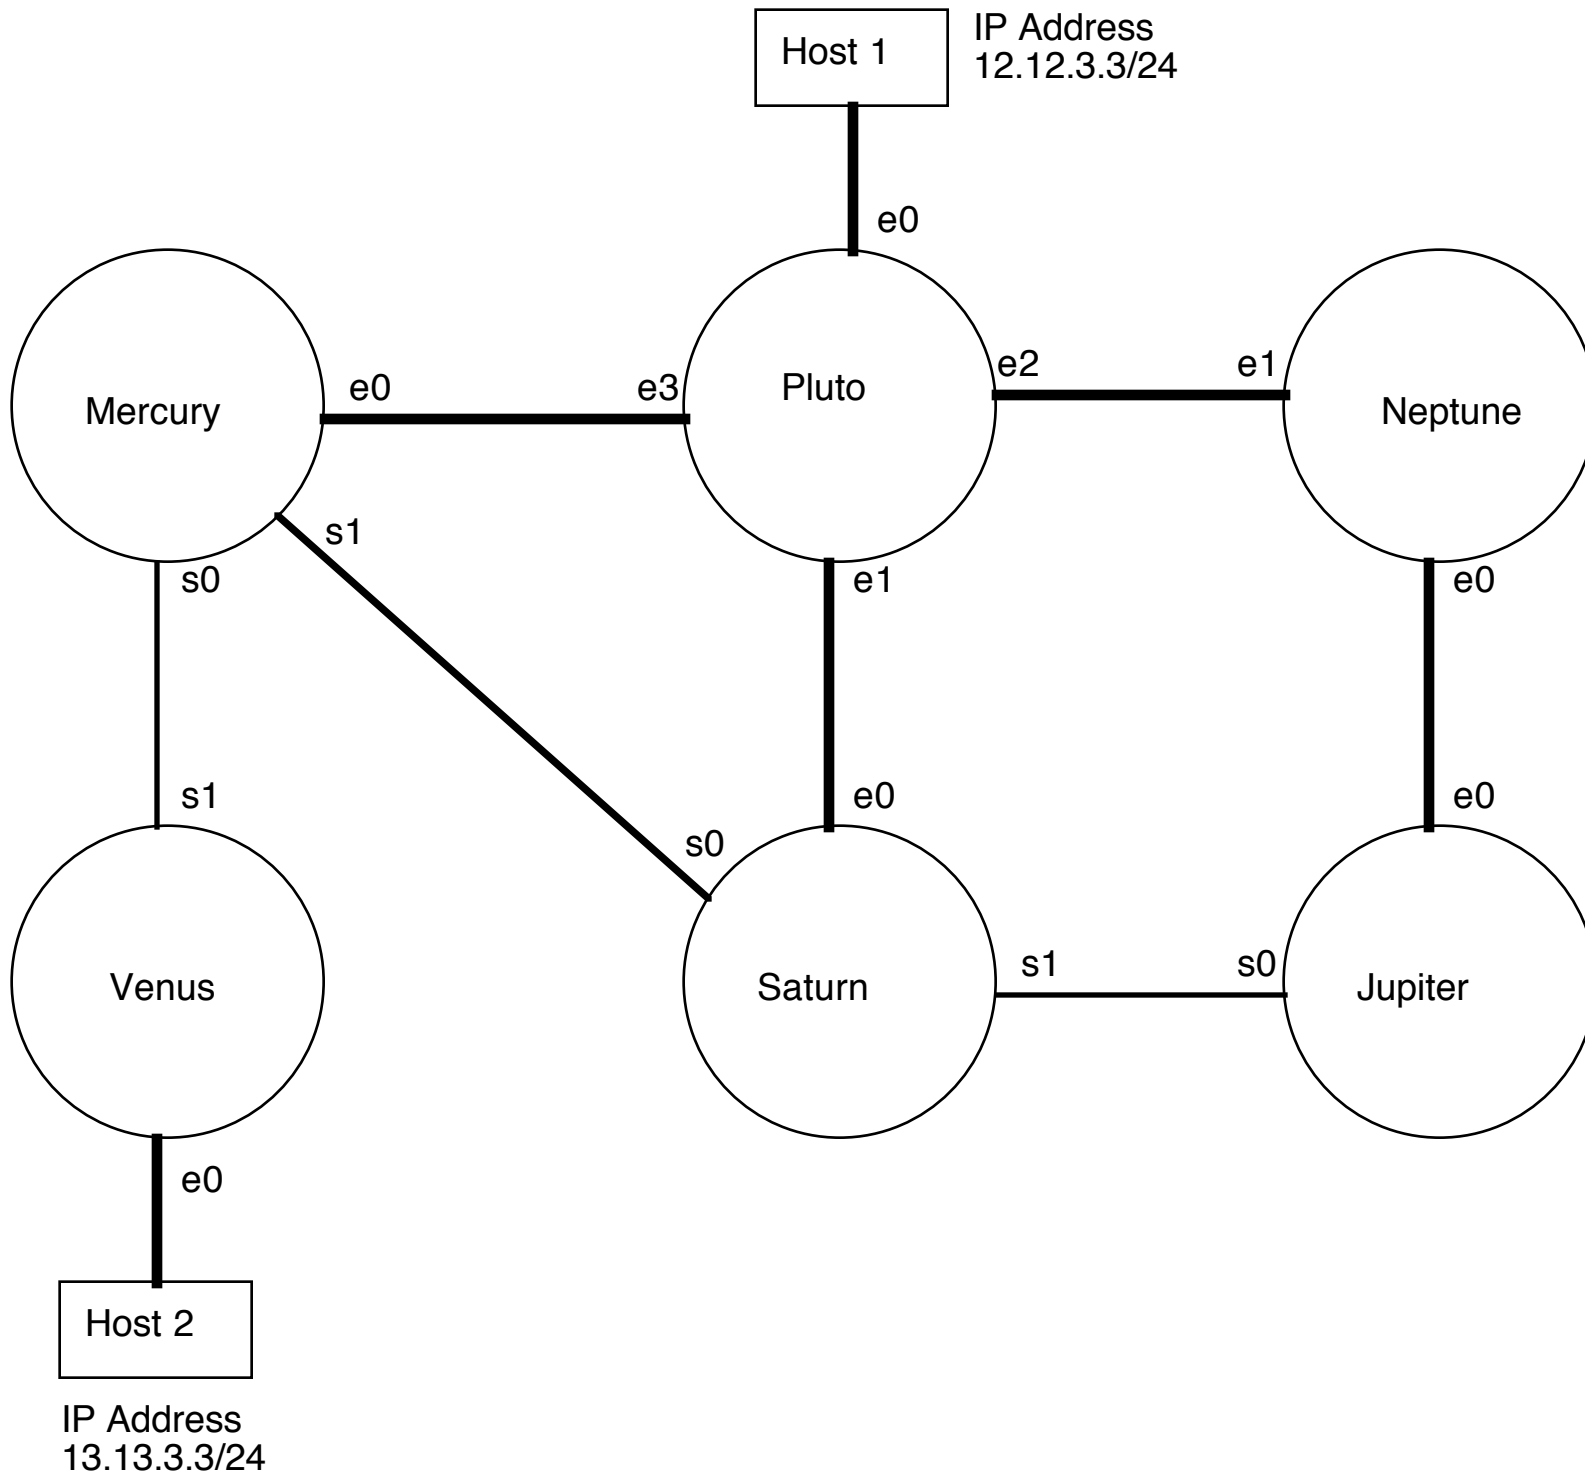 Host 1
IP Address
12.12.3.3/24
e0
Mercury
e0
e3
Pluto
e2
e1
Neptune
s1
s0
e1
e0
s1
e0
e0
s0
Venus
Saturn
s1
s0
Jupiter
e0
Host 2
IP Address
13.13.3.3/24